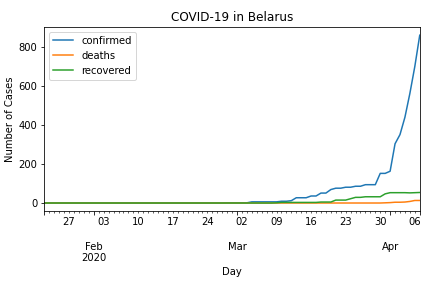 COVID-19 in Belarus
confirmed
deaths
recovered
Number of Cases
800
600
400
200
0
27 03 10 17 24 02 09 16 23 30 06
Feb Mar Apr
2020
Day